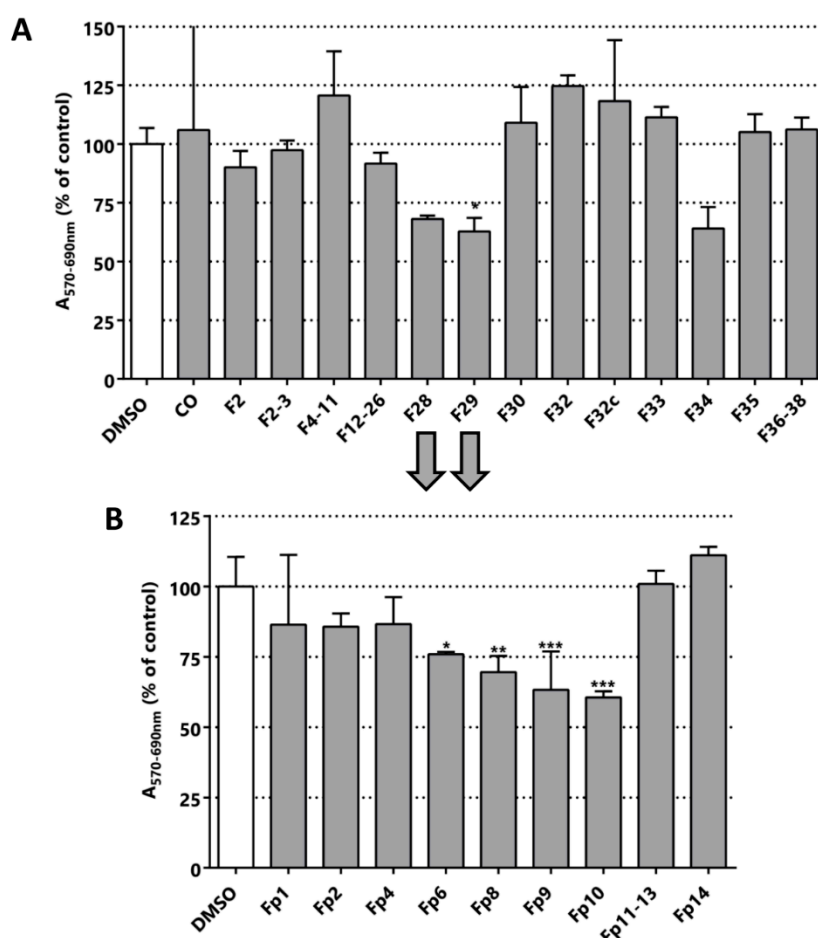 A
A570-690nm (% of control)
150
125
100
75
50
25
0
*
DMSO
CO
F2
F2-3
F4-11
F12-26
F28
F29
F30
F32
F32c
F33
F34
F35
F36-38
B
A570-690nm (% of control)
125
100
75
50
25
0
*
**
***
***
DMSO
Fp1
Fp2
Fp4
Fp6
Fp8
Fp9
Fp10
Fp11-13
Fp14